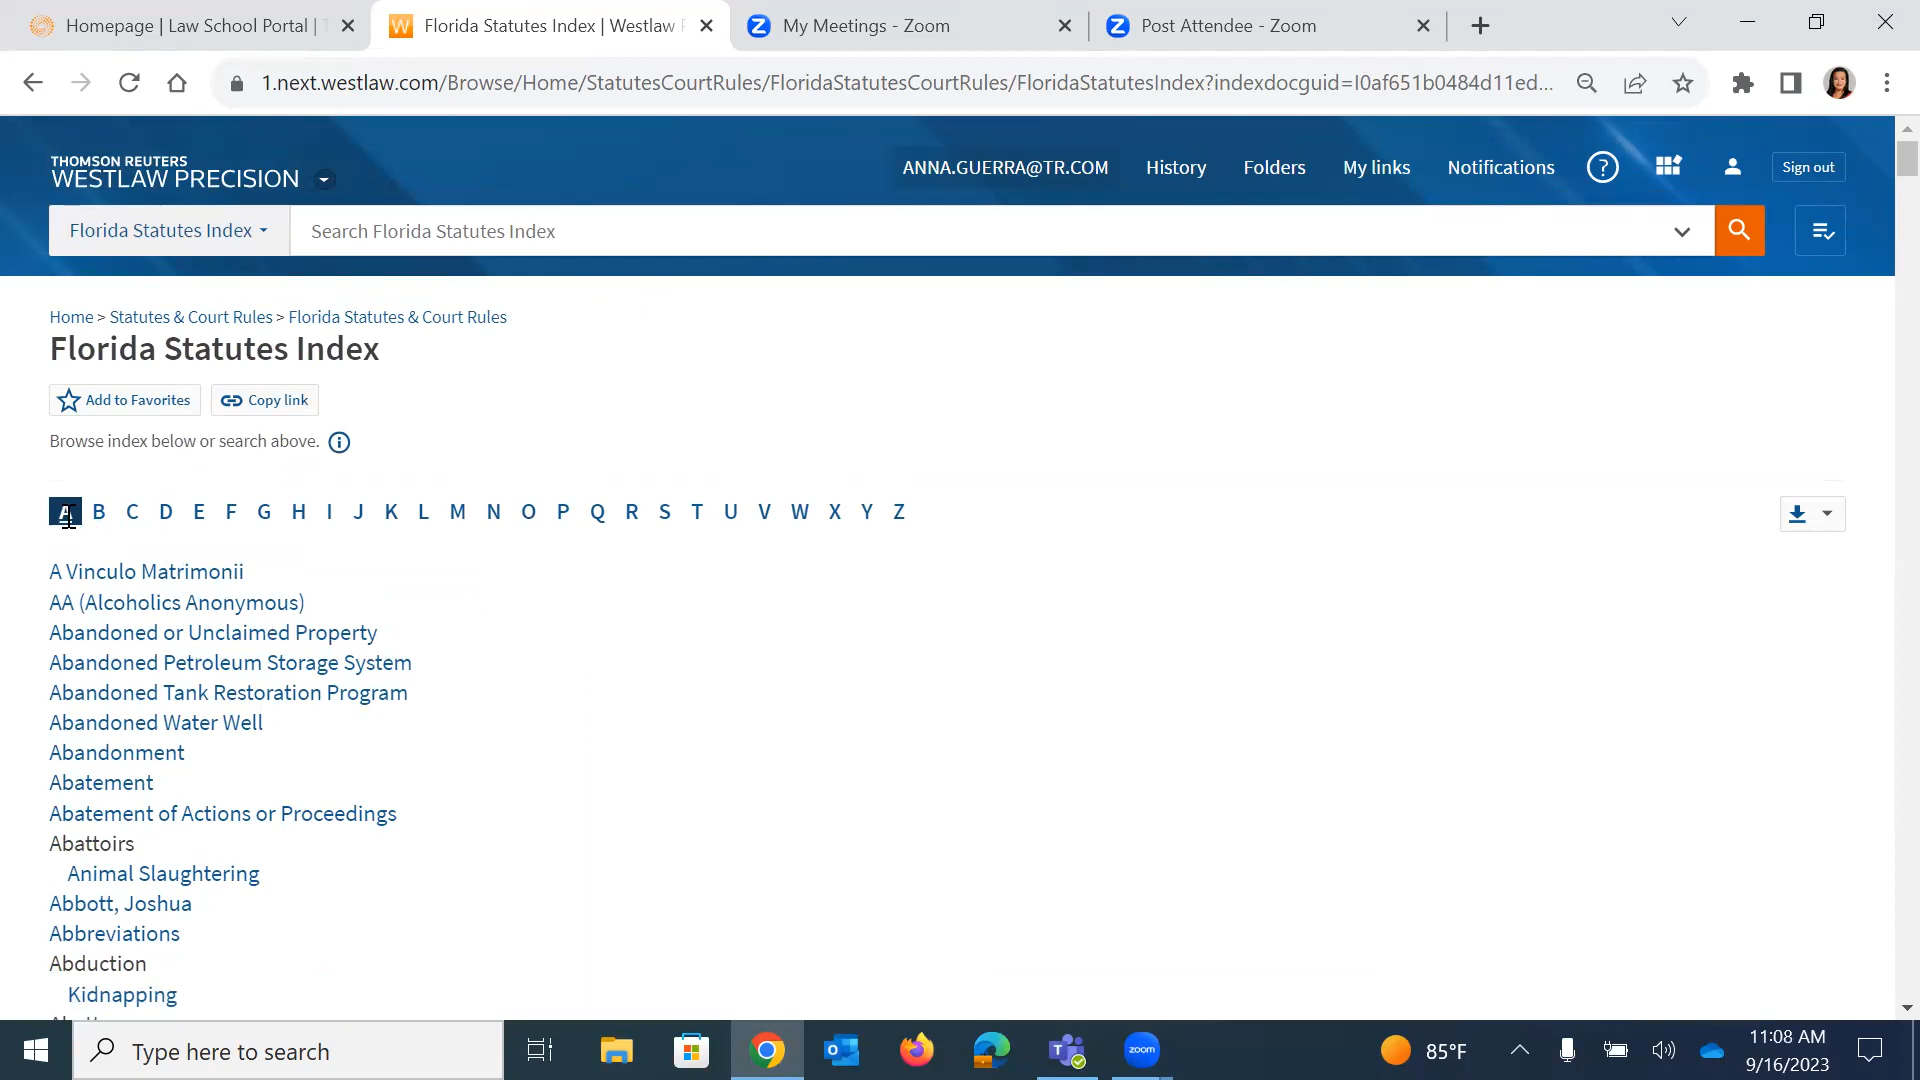 Homepage | Law School Portal |
Florida Statutes Index | Westlaw P
My Meetings - Zoom
Post Attendee - Zoom
1.next.westlaw.com/Browse/Home/StatutesCourtRules/FloridaStatutesCourtRules/FloridaStatutesIndex?indexdocguid=I0af651b0484d11ed...
THOMSON REUTERS
WESTLAW PRECISION
ANNA.GUERRA@TR.COM
History
Folders
My links
Notifications
?
Sign out
Florida Statutes Index
Search Florida Statutes Index
Home > Statutes & Court Rules > Florida Statutes & Court Rules
Florida Statutes Index
Add to Favorites
Copy link
Browse index below or search above.
A B C D E F G H I J K L M N O P Q R S T U V W X Y Z
A Vinculo Matrimonii
AA (Alcoholics Anonymous)
Abandoned or Unclaimed Property
Abandoned Petroleum Storage System
Abandoned Tank Restoration Program
Abandoned Water Well
Abandonment
Abatement
Abatement of Actions or Proceedings
Abattoirs
Animal Slaughtering
Abbott, Joshua
Abbreviations
Abduction
Kidnapping
Type here to search
zoom
85°F
11:08 AM
9/16/2023